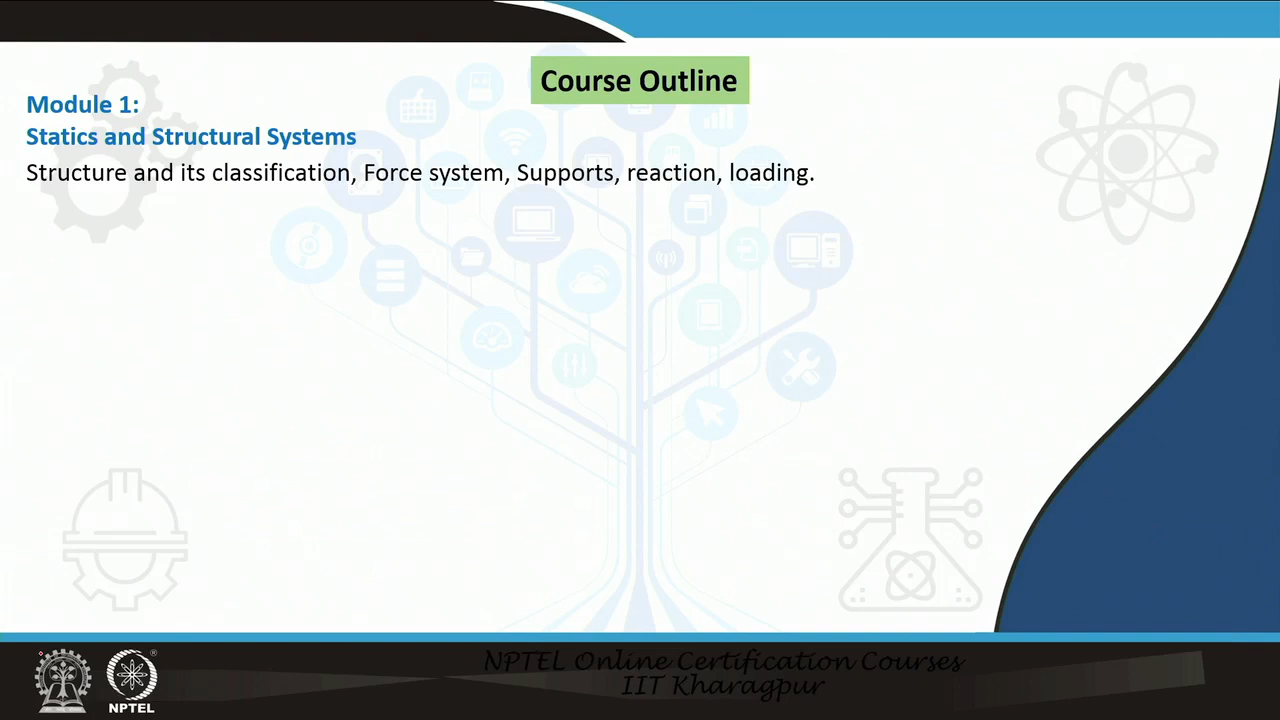 Course Outline
Module 1:
Statics and Structural Systems
Structure and its classification, Force system, Supports, reaction, loading.
NPTEL Online Certification Courses
IIT Kharagpur
NPTEL